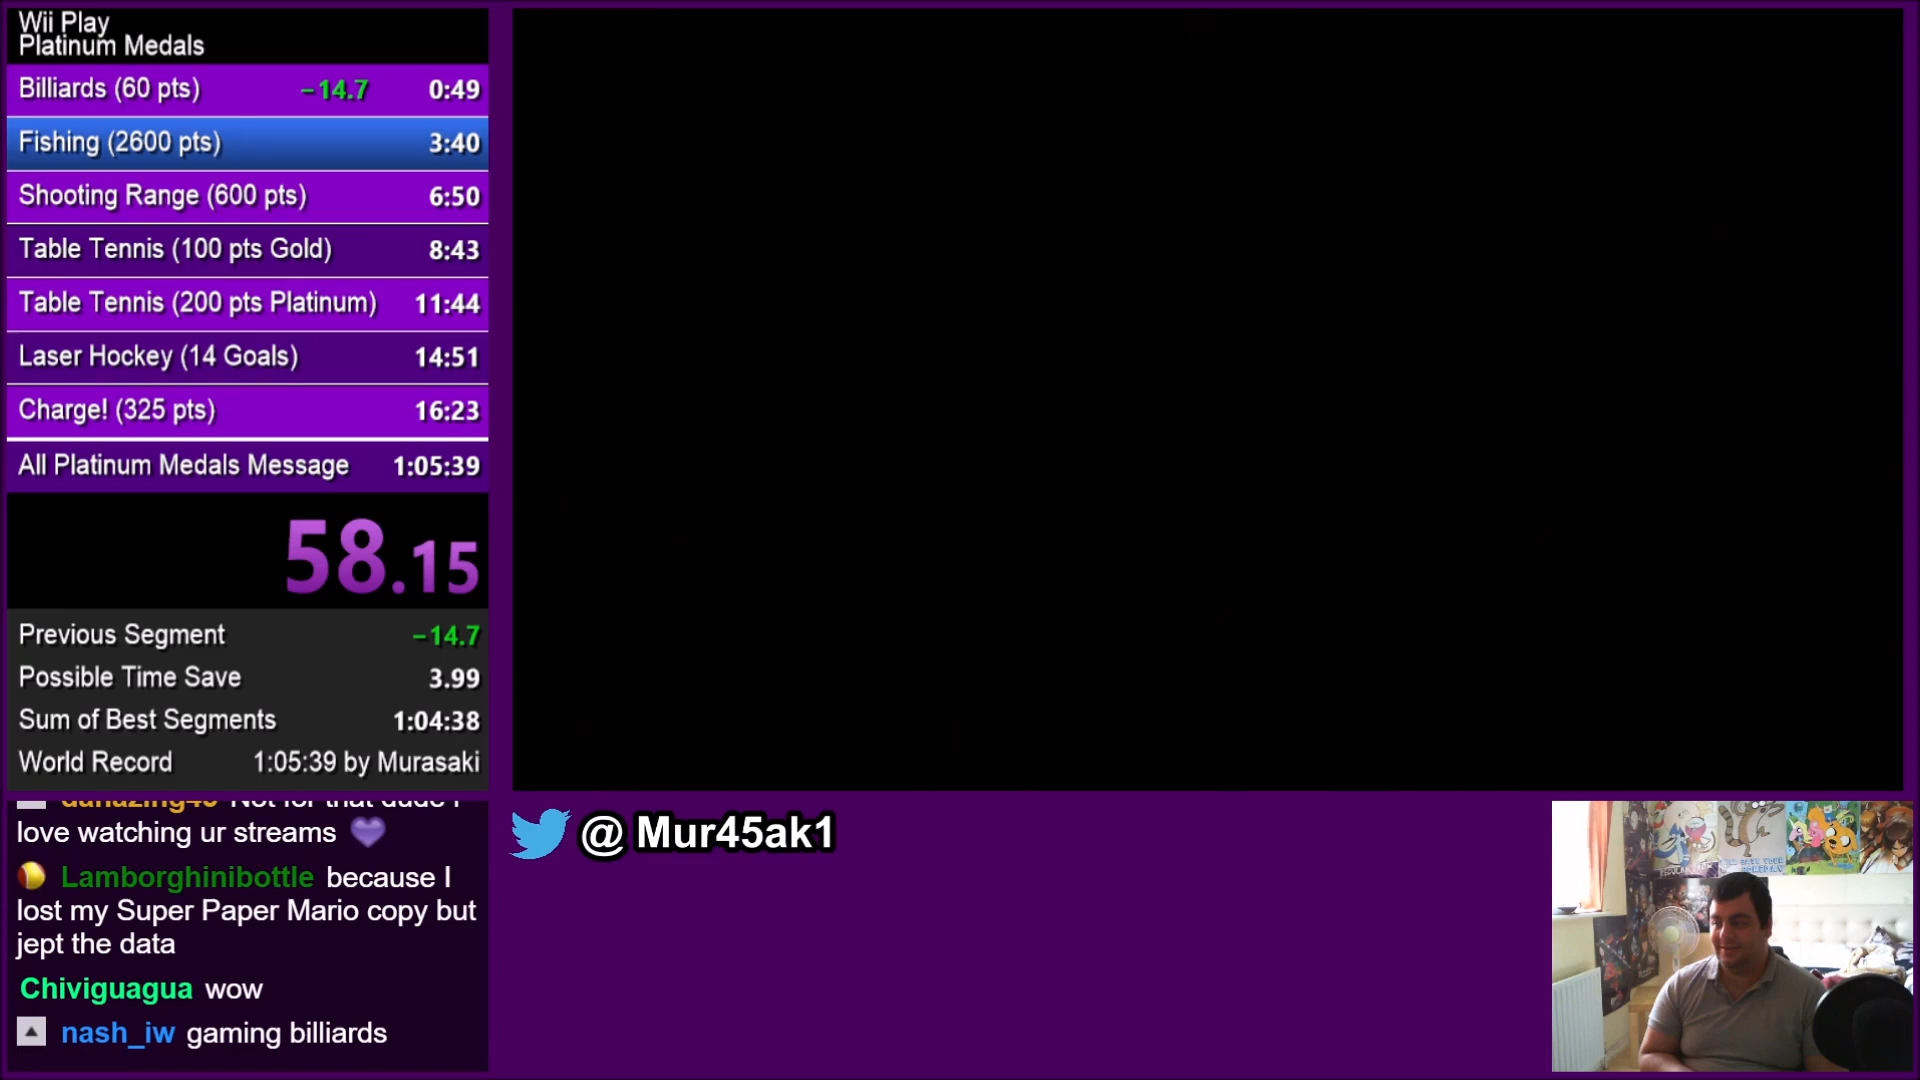 Wii Play
Platinum Medals
Billiards (60 pts) -14.7 0:49
Fishing (2600 pts) 3:40
Shooting Range (600 pts) 6:50
Table Tennis (100 pts Gold) 8:43
Table Tennis (200 pts Platinum) 11:44
Laser Hockey (14 Goals) 14:51
Charge! (325 pts) 16:23
All Platinum Medals Message 1:05:39
58.15
Previous Segment -14.7
Possible Time Save 3.99
Sum of Best Segments 1:04:38
World Record 1:05:39 by Murasaki
Not for that dude I
love watching ur streams
Lamborghinibottle because I
lost my Super Paper Mario copy but
jept the data
Chiviguagua wow
nash_iw gaming billiards
@ Mur45ak1